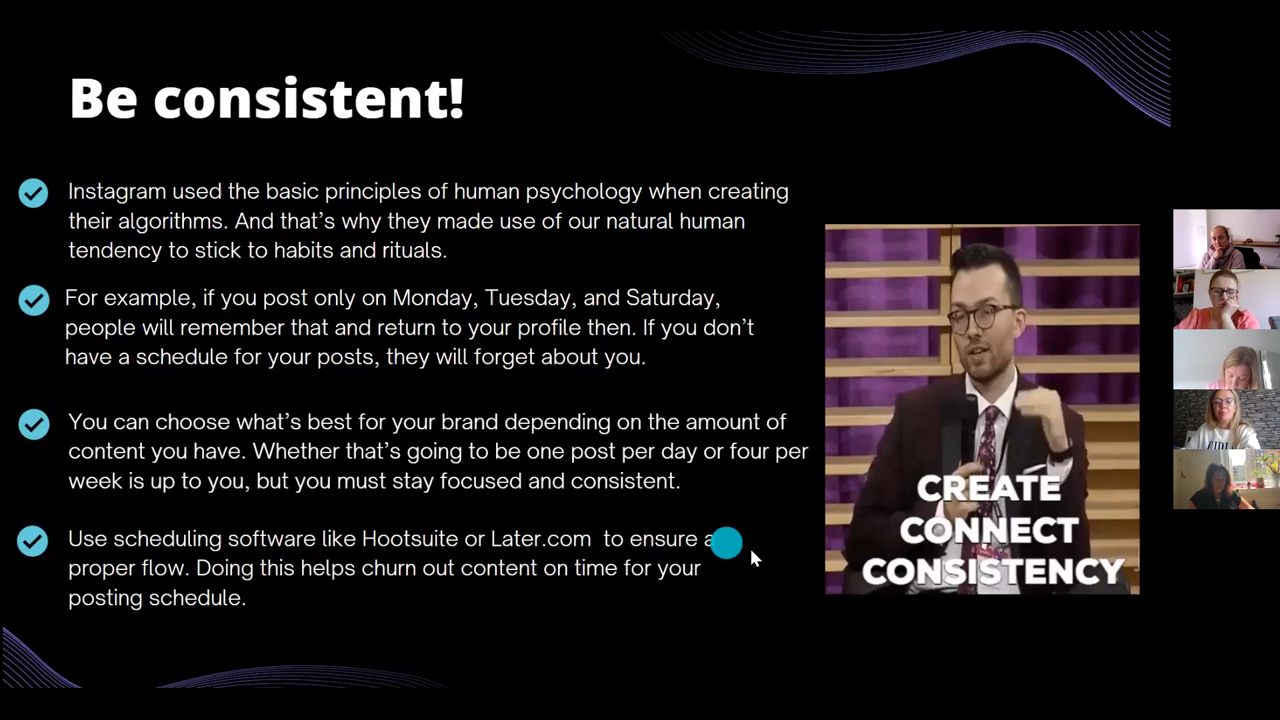 Be consistent!
Instagram used the basic principles of human psychology when creating
their algorithms. And that's why they made use of our natural human
tendency to stick to habits and rituals.
For example, if you post only on Monday, Tuesday, and Saturday,
people will remember that and return to your profile then. If you don't
have a schedule for your posts, they will forget about you.
You can choose what's best for your brand depending on the amount of
content you have. Whether that's going to be one post per day or four per
week is up to you, but you must stay focused and consistent.
Use scheduling software like Hootsuite or Later.com to ensure a
proper flow. Doing this helps churn out content on time for your
posting schedule.
CREATE
CONNECT
CONSISTENCY